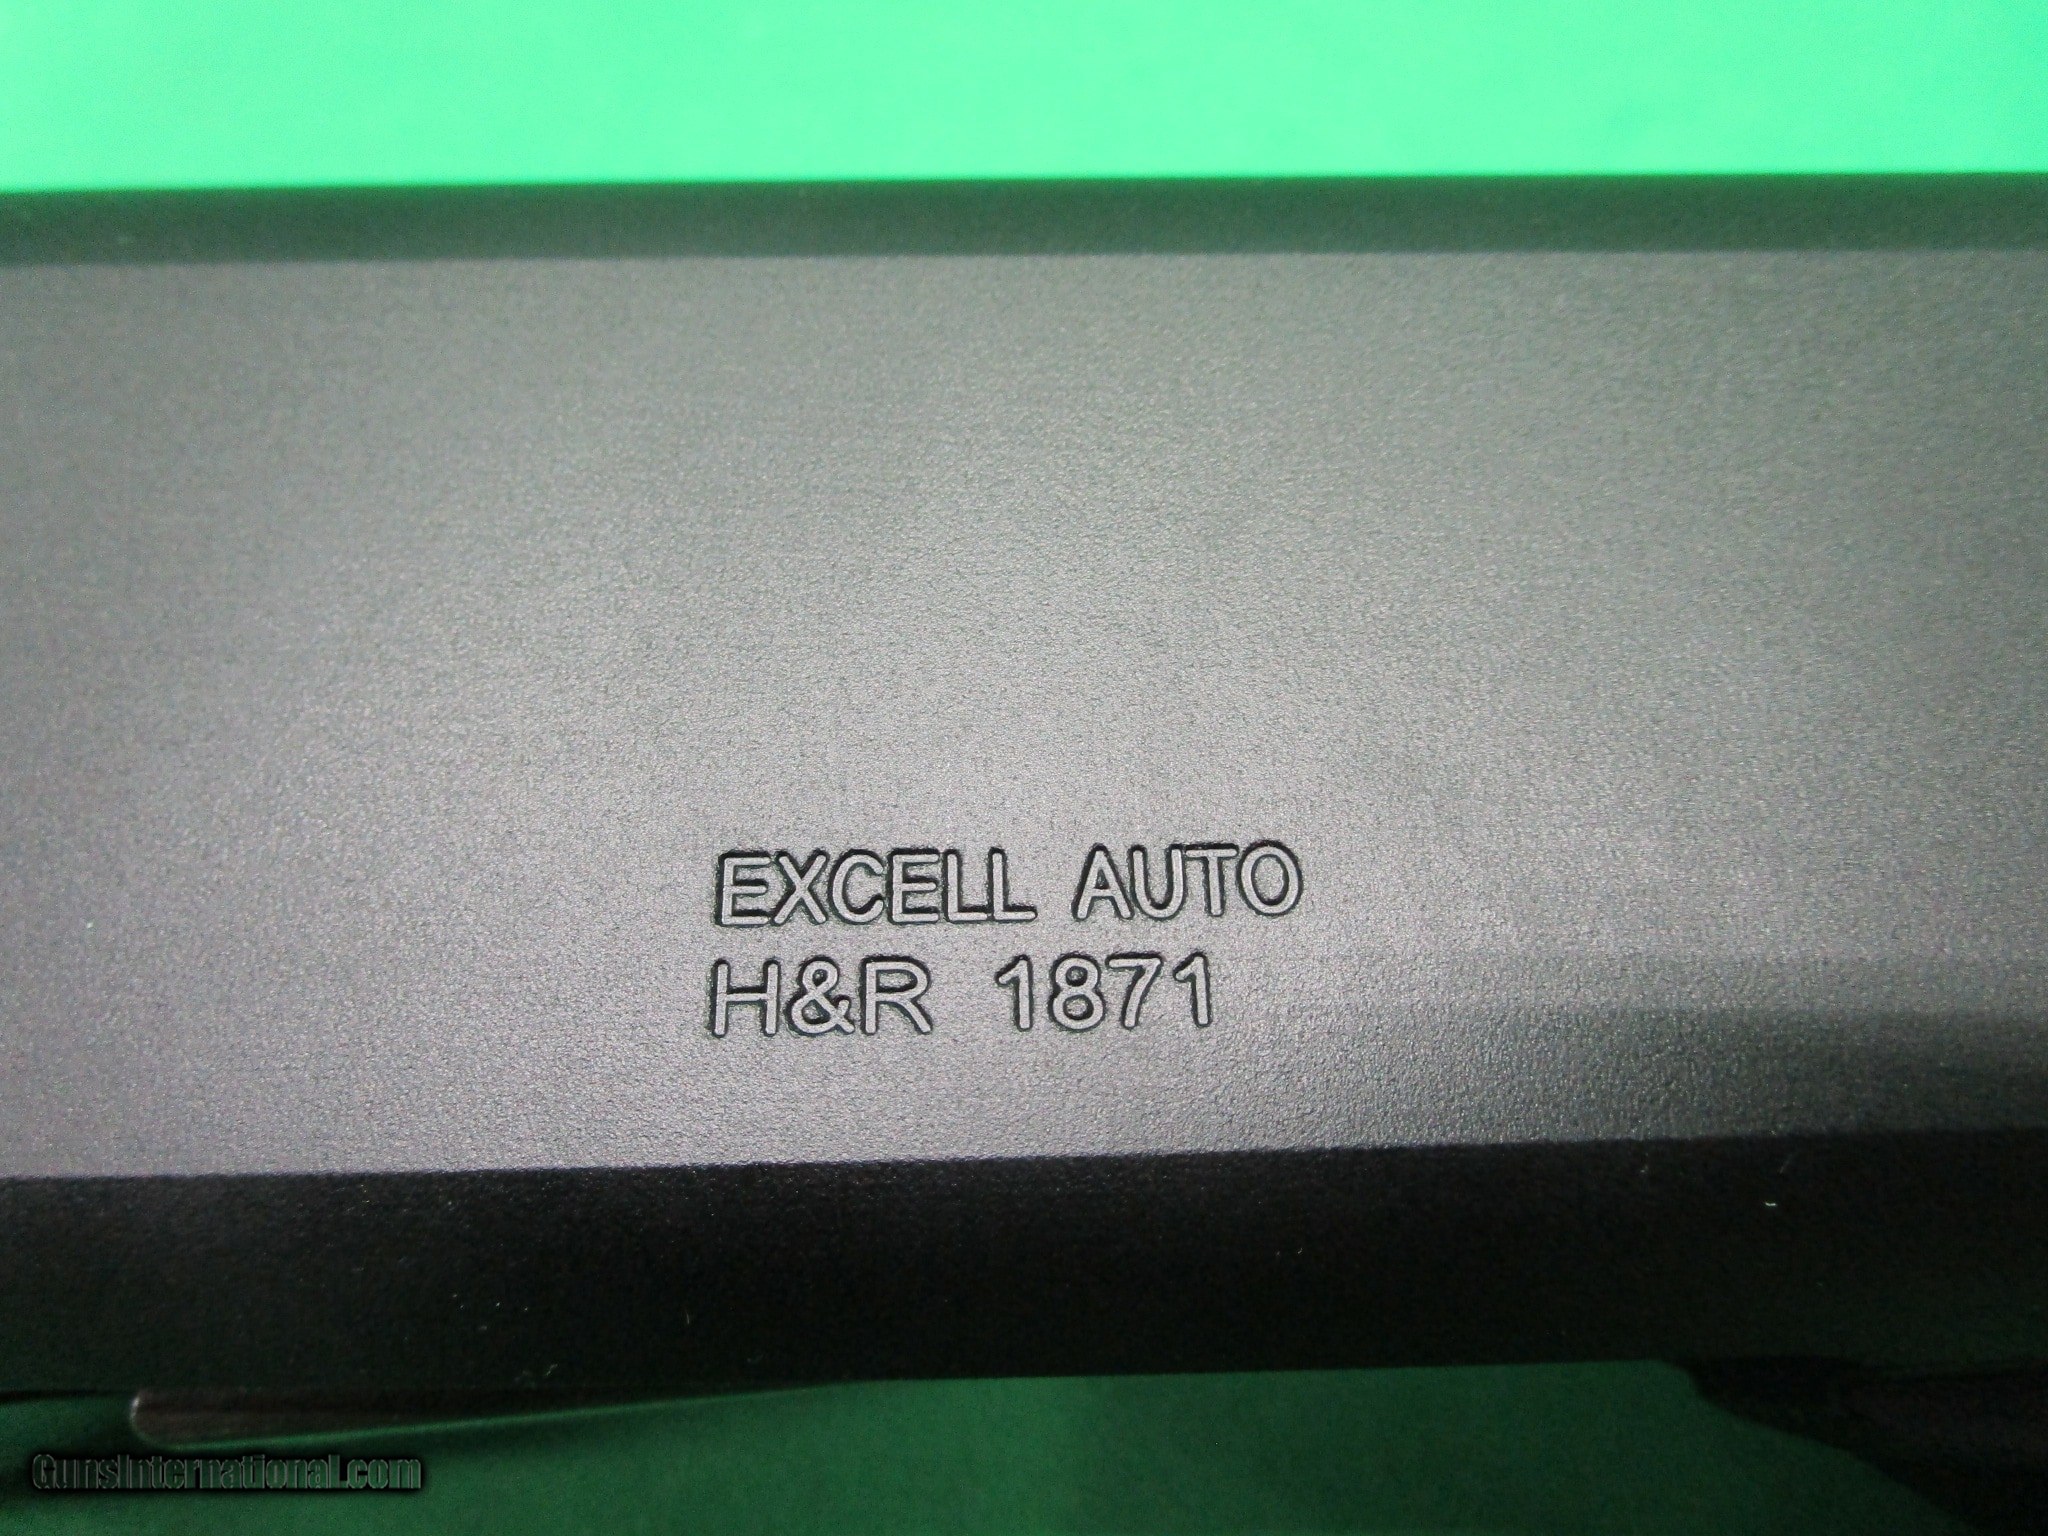 EXCELL AUTO
H&R 1871
GunsInternational.com